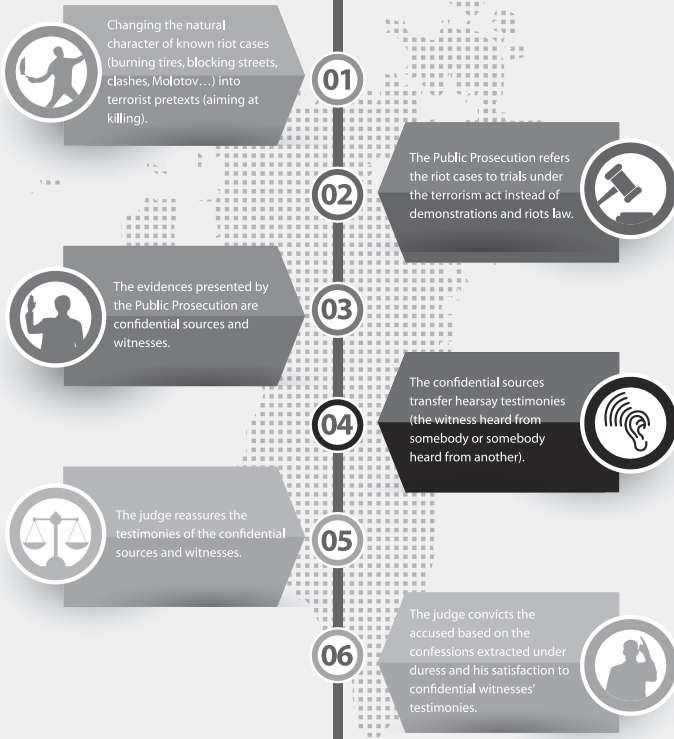 Changing the natural
character of known riot cases
(burning tires, blocking streets,
clashes, Molotov…) into
terrorist pretexts (aiming at
killing).
01
The Public Prosecution refers
the riot cases to trials under
the terrorism act instead of
demonstrations and riots law.
02
The evidences presented by
the Public Prosecution are
confidential sources and
witnesses.
03
The confidential sources
transfer hearsay testimonies
(the witness heard from
somebody or somebody
heard from another).
04
The judge reassures the
testimonies of the confidential
sources and witnesses.
05
The judge convicts the
accused based on the
confessions extracted under
duress and his satisfaction to
confidential witnesses'
testimonies.
06